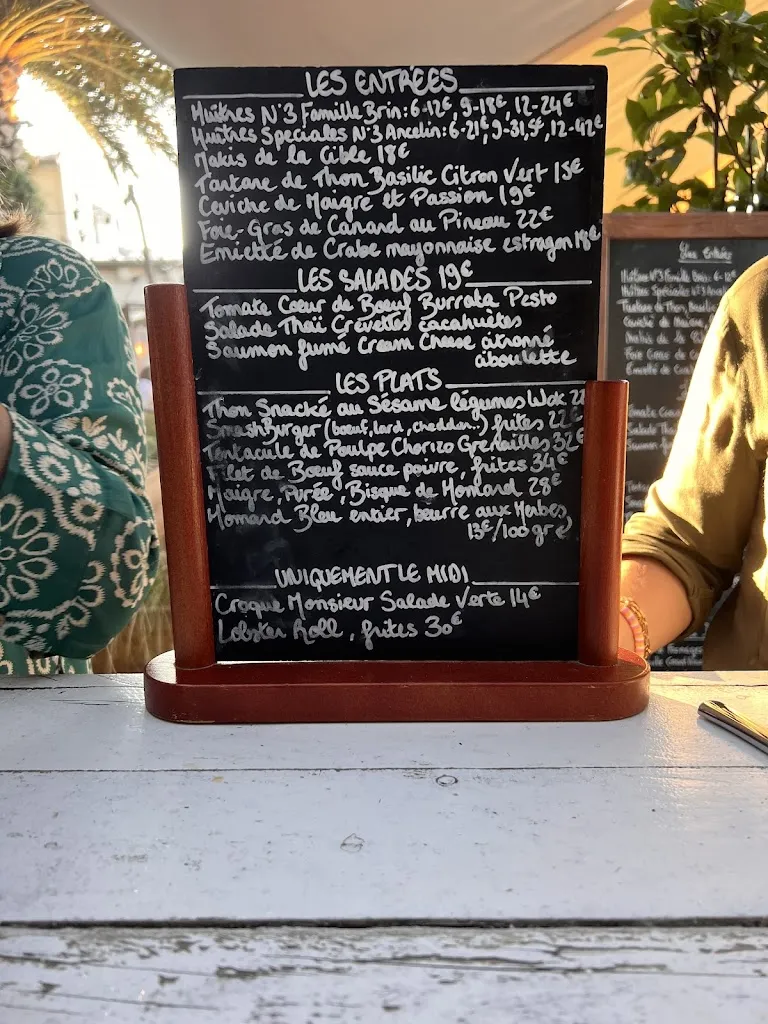 LES ENTRÉES
Huîtres N°3 Famille Brin: 6-12€, 9-18€, 12-24€
Huîtres Spéciales N°3 Ancelin: 6-21€, 9-31,5€, 12-42€
Makis de la Cible 18€
Tartare de Thon Basilic Citron Vert 15€
Ceviche de Maigre et Passion 19€
Foie-Gras de Canard au Pineau 22€
Emietté de Crabe mayonnaise estragon 18€
LES SALADES 19€
Tomate Cœur de Bœuf Burrata Pesto
Salade Thaï Crevettes cacahuètes
Saumon fumé Cream Cheese citronné
ciboulette
LES PLATS
Thon Snacké au Sésame légumes Wok
SmashBurger (bœuf, lard, cheddar..) frites 22€
Tentacule de Poulpe Chorizo Grenailles 32€
Filet de Bœuf sauce poivre, frites 34€
Maigre, Purée, Bisque de Homard 28€
Homard Bleu entier, beurre aux Herbes
13€/100gr
UNIQUEMENT LE MIDI
Croque Monsieur Salade Verte 14€
Lobster Roll, frites 30€